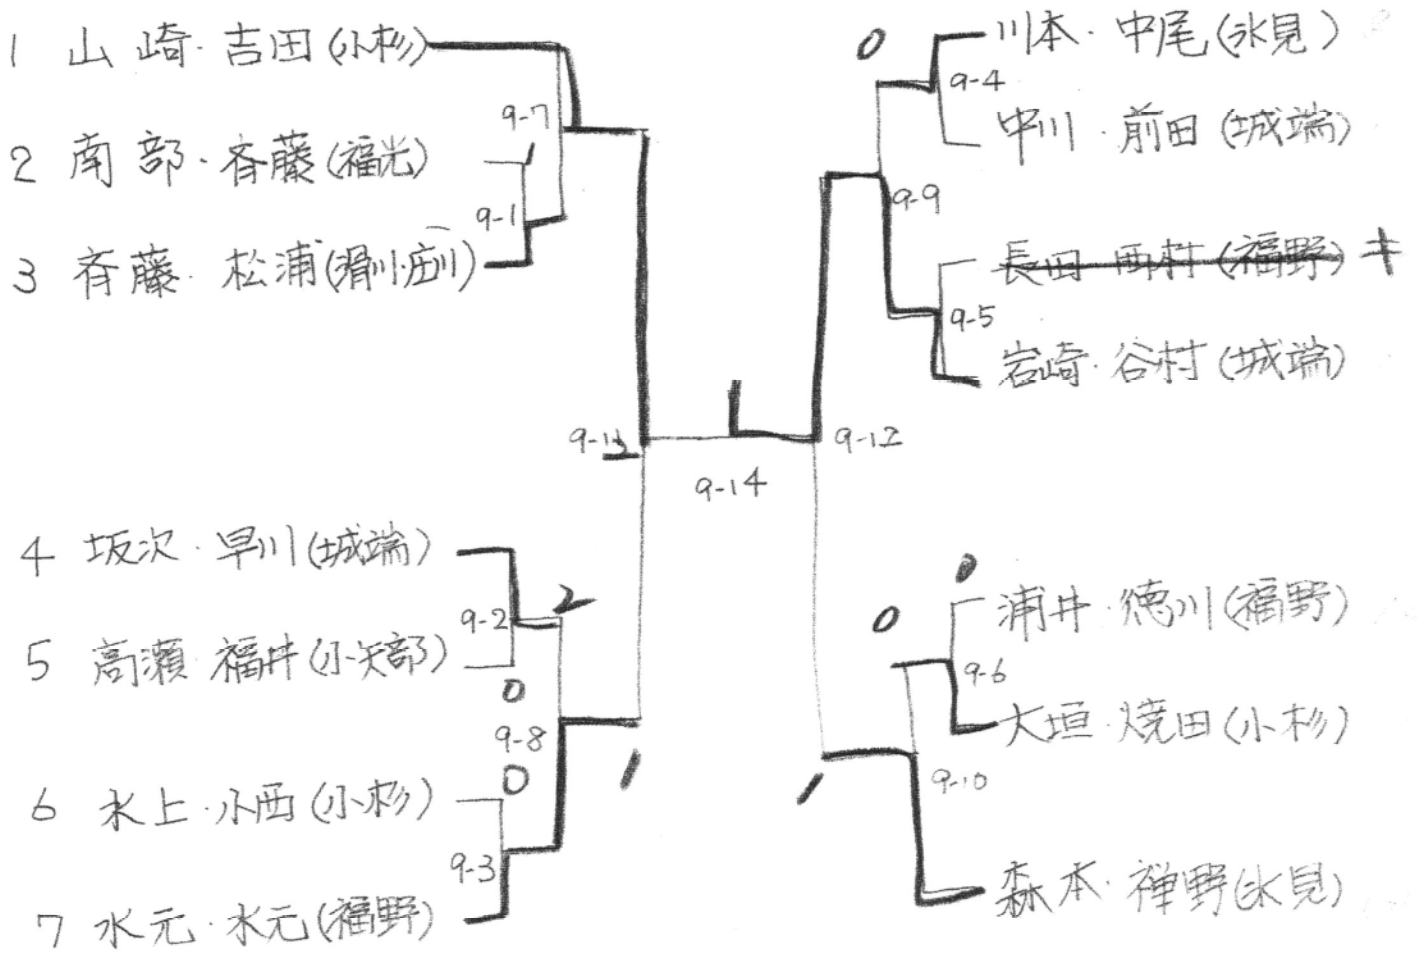 1 山崎・吉田(小杉)
9-7
2 南部・斉藤(福光)
1
9-1
3 斉藤・松浦(滑川・庄川)
9-13
4 坂次・早川(城端)
9-2
2
5 高瀬・福井(小矢部)
0
9-8
1
6 水上・小西(小杉)
0
9-3
7 水元・水元(福野)
9-14
0
川本・中尾(氷見)
9-4
中川・前田(城端)
9-9
長田 西村(福野) キ
9-5
岩崎・谷村(城端)
9-12
0
浦井・徳川(福野)
0
9-6
大垣・焼田(小杉)
1
9-10
森本・禅野(氷見)